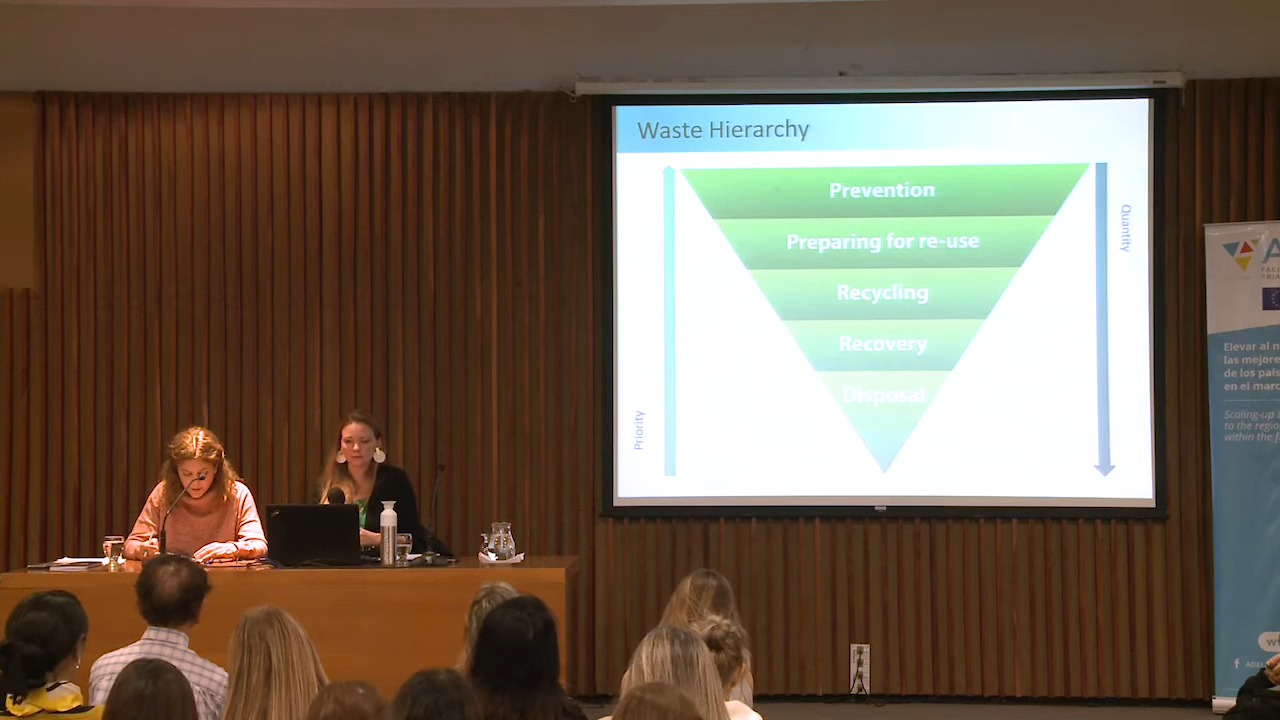 Waste Hierarchy
Prevention
Preparing for re-use
Recycling
Recovery
Disposal
Priority
Quantity
Elevar al
las mejore
de los país
en el marc
Scaling-up
to the regio
within the f